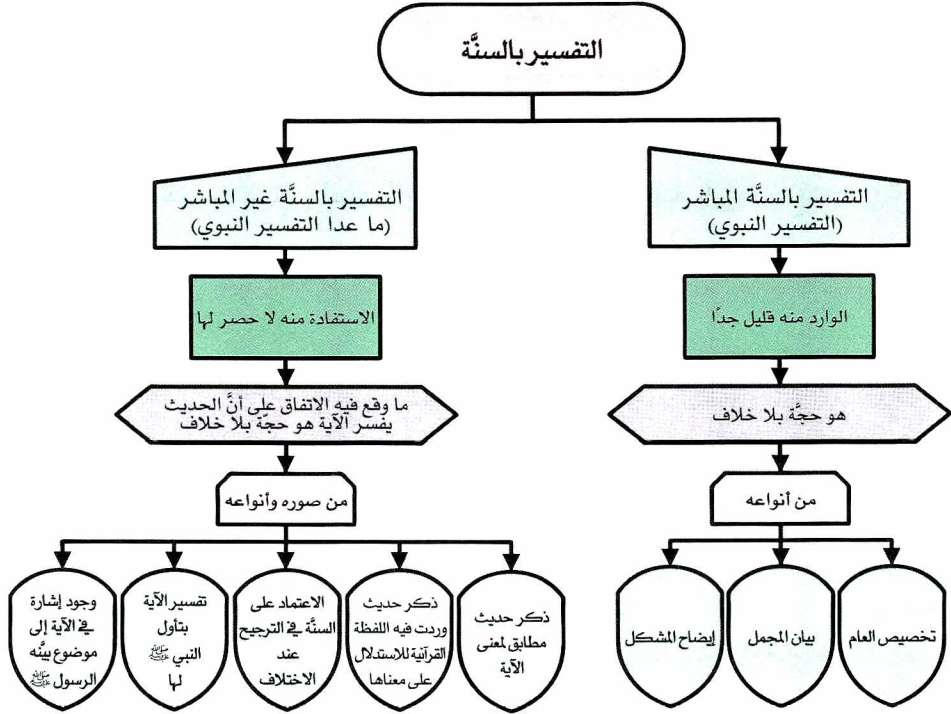 التفسير بالسنَّة
التفسير بالسنَّة المباشر
(التفسير النبوي)
الوارد منه قليل جدًا
هو حجَّة بلا خلاف
من أنواعه
تخصيص العام
بيان المجمل
إيضاح المشكل
التفسير بالسنَّة غير المباشر
(ما عدا التفسير النبوي)
الاستفادة منه لا حصر لها
ما وقع فيه الاتفاق على أنَّ الحديث
يفسر الآية هو حجَّة بلا خلاف
من صوره وأنواعه
ذكر حديث
مطابق لمعنى
الآية
ذكر حديث
وردت فيه اللفظة
القرآنية للاستدلال
على معناها
الاعتماد على
السنَّة في الترجيح
عند
الاختلاف
تفسير الآية
بتأول
النبي ﷺ
لها
وجود إشارة
في الآية إلى
موضوع بيَّنه
الرسول ﷺ